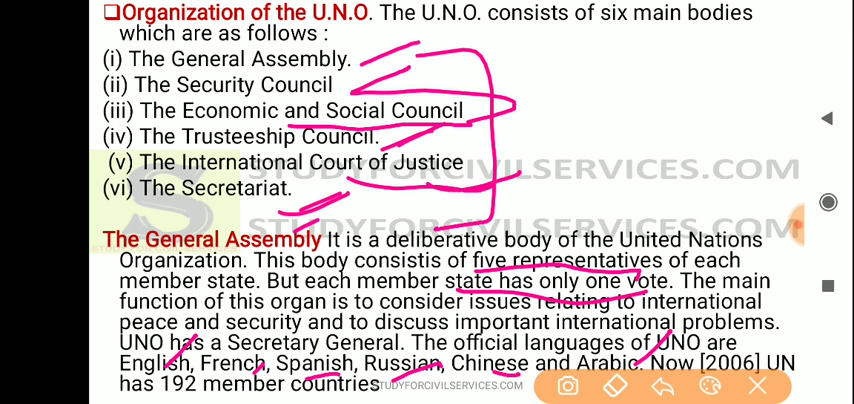 ❑Organization of the U.N.O. The U.N.O. consists of six main bodies
which are as follows :
(i) The General Assembly.
(ii) The Security Council
(iii) The Economic and Social Council
(iv) The Trusteeship Council.
(v) The International Court of Justice
(vi) The Secretariat.
STUDYFORCIVILSERVICES.COM
STUDYFORCIVILSERVICES.COM
The General Assembly It is a deliberative body of the United Nations
Organization. This body consistis of five representatives of each
member state. But each member state has only one vote. The main
function of this organ is to consider issues relating to international
peace and security and to discuss important international problems.
UNO has a Secretary General. The official languages of UNO are
English, French, Spanish, Russian, Chinese and Arabic. Now [2006] UN
has 192 member countries
STUDYFORCIVILSERVICES.COM